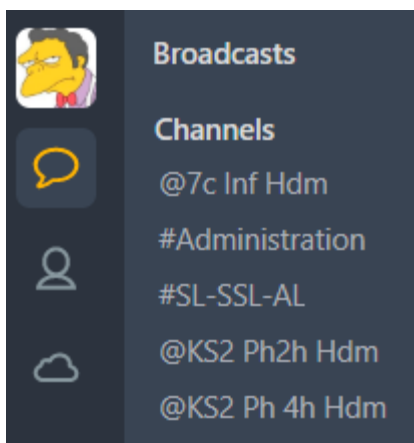 Broadcasts
Channels
@7c Inf Hdm
#Administration
#SL-SSL-AL
@KS2 Ph2h Hdm
@KS2 Ph 4h Hdm